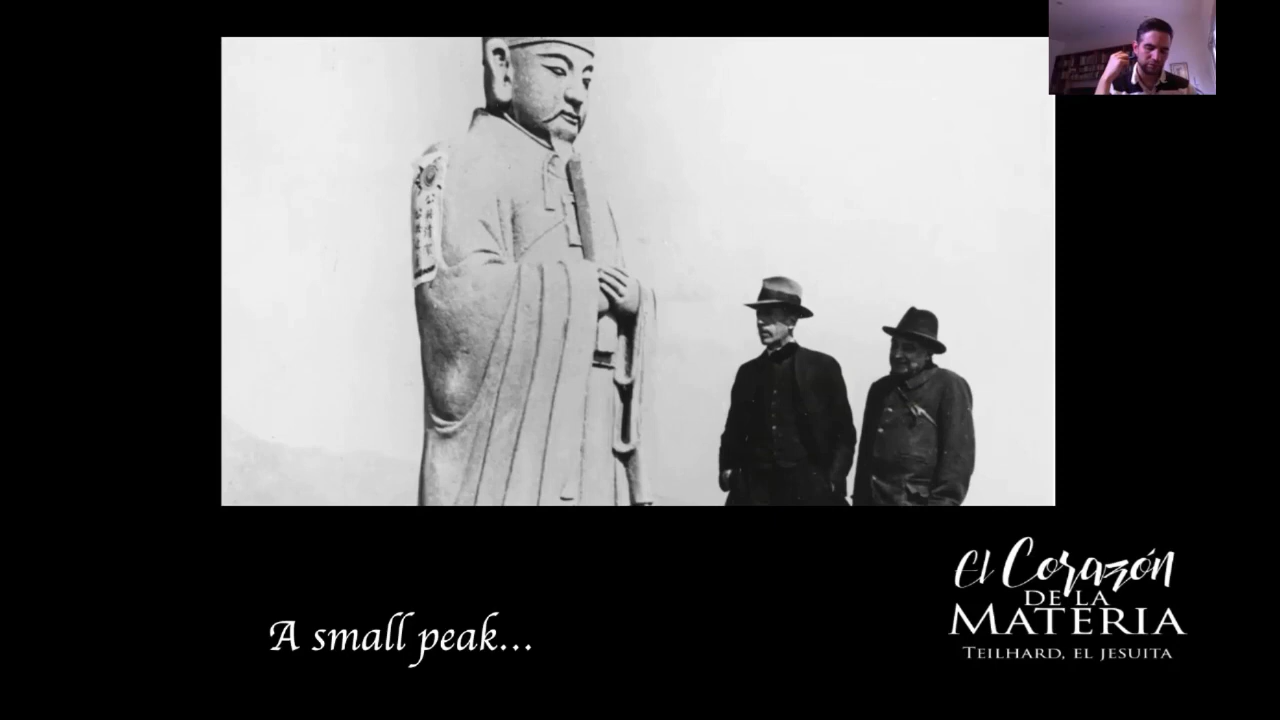 A small peak...
El Corazón
DE LA
MATERIA
TEILHARD, EL JESUITA